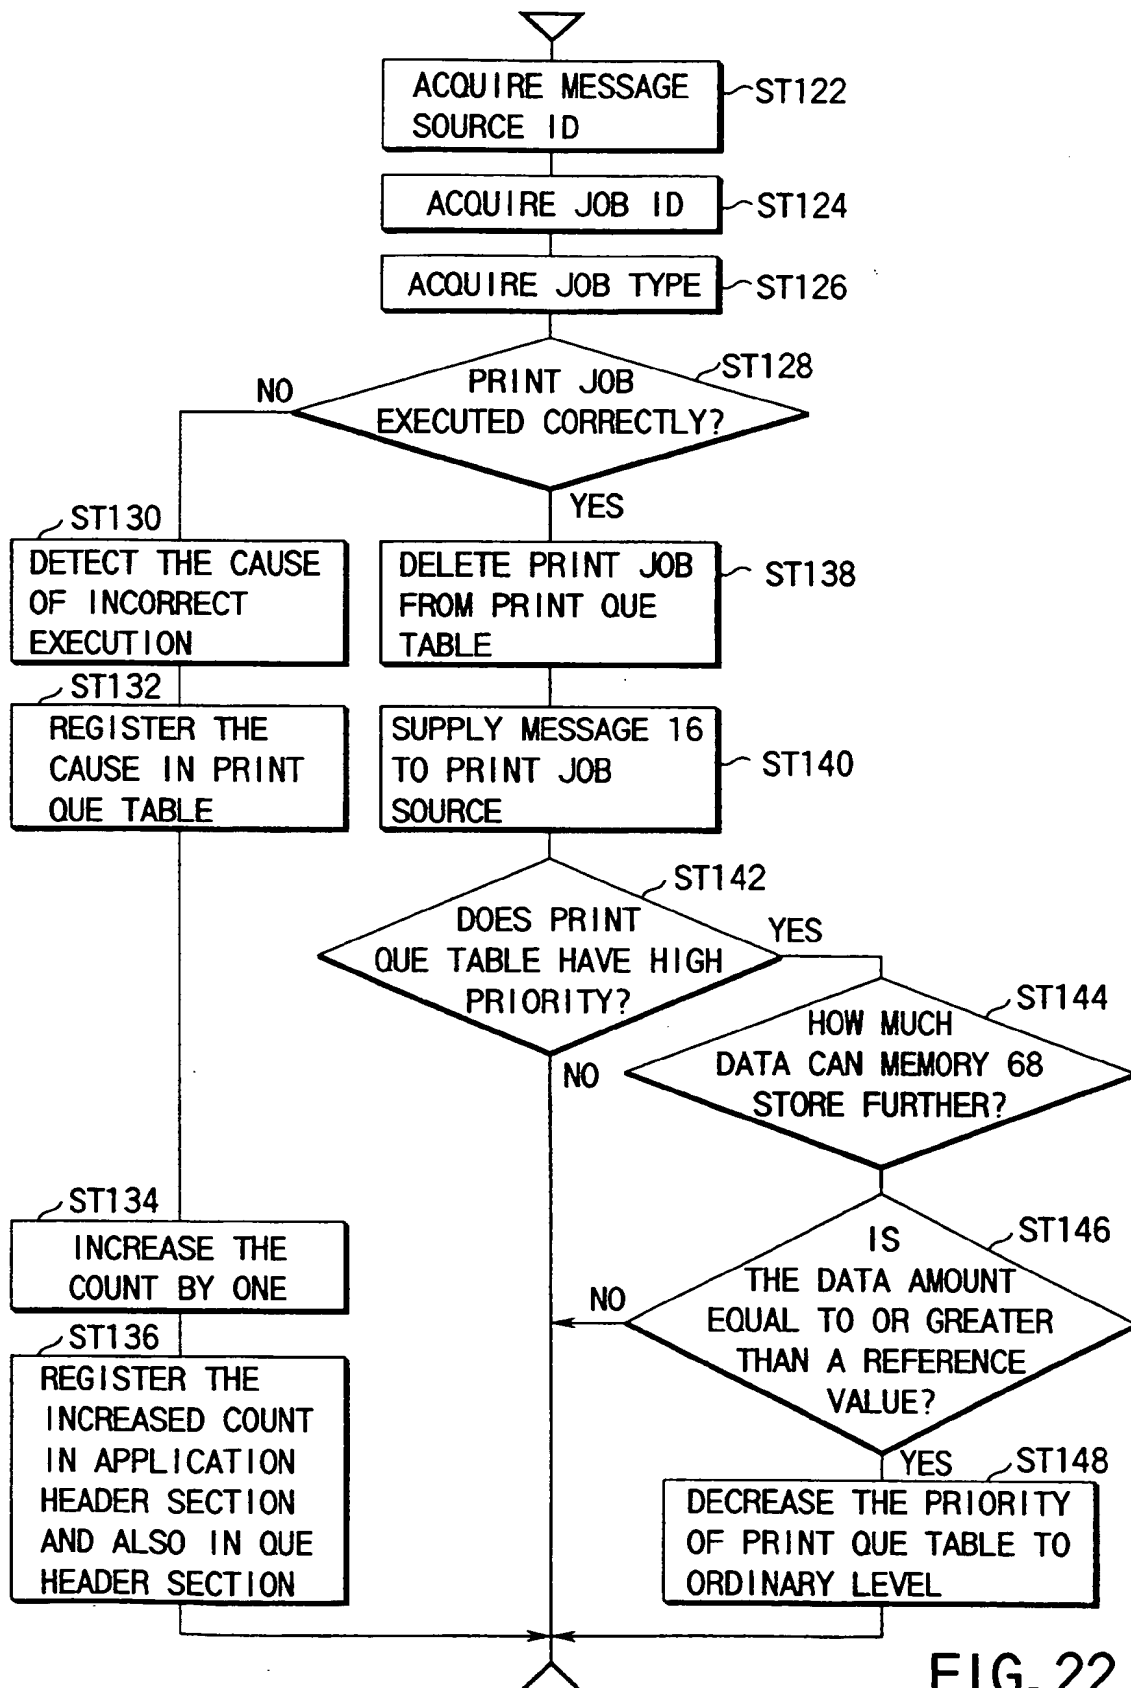 ACQUIRE MESSAGE
SOURCE ID
ST122
ACQUIRE JOB ID
ST124
ACQUIRE JOB TYPE
ST126
ST128
PRINT JOB
EXECUTED CORRECTLY?
NO
YES
ST130
DETECT THE CAUSE
OF INCORRECT
EXECUTION
ST132
REGISTER THE
CAUSE IN PRINT
QUE TABLE
DELETE PRINT JOB
FROM PRINT QUE
TABLE
ST138
SUPPLY MESSAGE 16
TO PRINT JOB
SOURCE
ST140
ST142
DOES PRINT
QUE TABLE HAVE HIGH
PRIORITY?
YES
NO
ST144
HOW MUCH
DATA CAN MEMORY 68
STORE FURTHER?
ST134
INCREASE THE
COUNT BY ONE
ST136
REGISTER THE
INCREASED COUNT
IN APPLICATION
HEADER SECTION
AND ALSO IN QUE
HEADER SECTION
ST146
IS
THE DATA AMOUNT
EQUAL TO OR GREATER
THAN A REFERENCE
VALUE?
NO
YES
ST148
DECREASE THE PRIORITY
OF PRINT QUE TABLE TO
ORDINARY LEVEL
FIG. 22